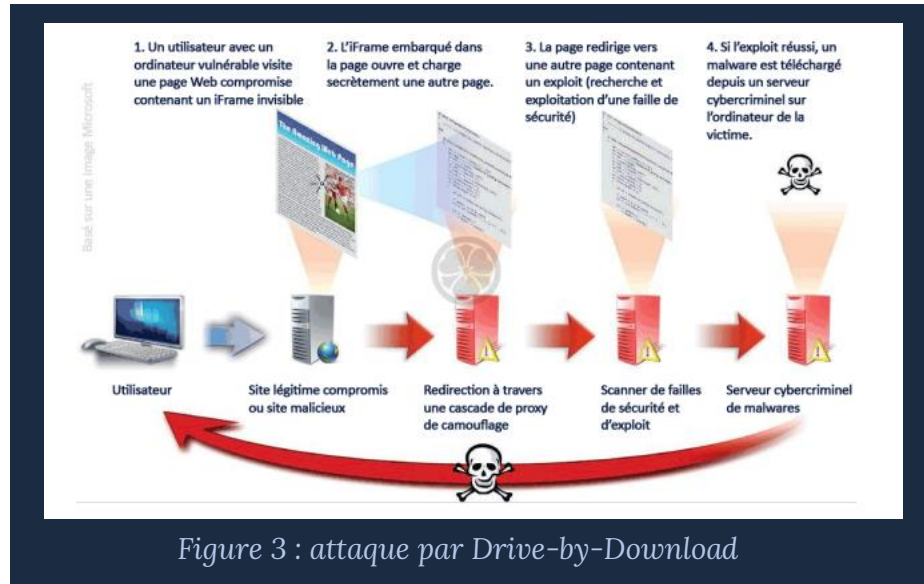 1. Un utilisateur avec un
ordinateur vulnérable visite
une page Web compromise
contenant un iFrame invisible
2. L'iFrame embarqué dans
la page ouvre et charge
secrètement une autre page.
3. La page redirige vers
une autre page contenant
un exploit (recherche et
exploitation d'une faille de
sécurité)
4. Si l'exploit réussi, un
malware est téléchargé
depuis un serveur
cybercriminel sur
l'ordinateur de la
victime.
Basé sur une image Microsoft
The Amazing Web Page
Utilisateur
Site légitime compromis
ou site malicieux
Redirection à travers
une cascade de proxy
de camouflage
Scanner de failles
de sécurité et
d'exploit
Serveur cybercriminel
de malwares
Figure 3 : attaque par Drive-by-Download